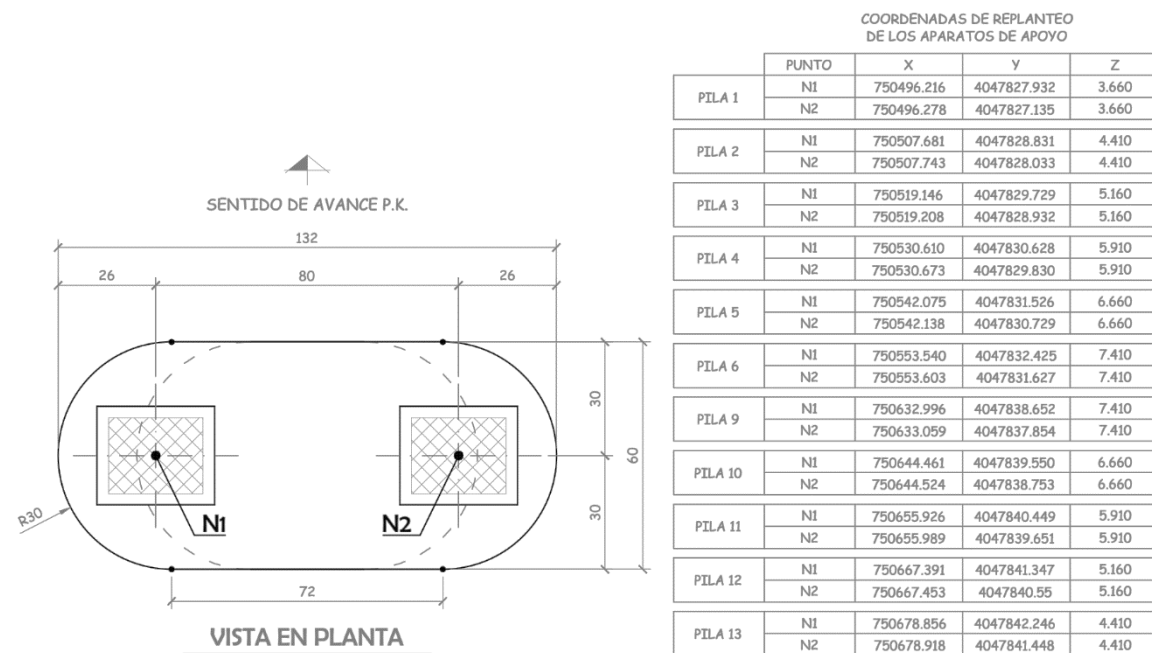 COORDENADAS DE REPLANTEO
DE LOS APARATOS DE APOYO
PUNTO X Y Z
PILA 1
N1 750496.216 4047827.932 3.660
N2 750496.278 4047827.135 3.660
PILA 2
N1 750507.681 4047828.831 4.410
N2 750507.743 4047828.033 4.410
PILA 3
N1 750519.146 4047829.729 5.160
N2 750519.208 4047828.932 5.160
PILA 4
N1 750530.610 4047830.628 5.910
N2 750530.673 4047829.830 5.910
PILA 5
N1 750542.075 4047831.526 6.660
N2 750542.138 4047830.729 6.660
PILA 6
N1 750553.540 4047832.425 7.410
N2 750553.603 4047831.627 7.410
PILA 9
N1 750632.996 4047838.652 7.410
N2 750633.059 4047837.854 7.410
PILA 10
N1 750644.461 4047839.550 6.660
N2 750644.524 4047838.753 6.660
PILA 11
N1 750655.926 4047840.449 5.910
N2 750655.989 4047839.651 5.910
PILA 12
N1 750667.391 4047841.347 5.160
N2 750667.453 4047840.55 5.160
PILA 13
N1 750678.856 4047842.246 4.410
N2 750678.918 4047841.448 4.410
SENTIDO DE AVANCE P.K.
132
26 80 26
30
60
30
R30
N1
N2
72
VISTA EN PLANTA